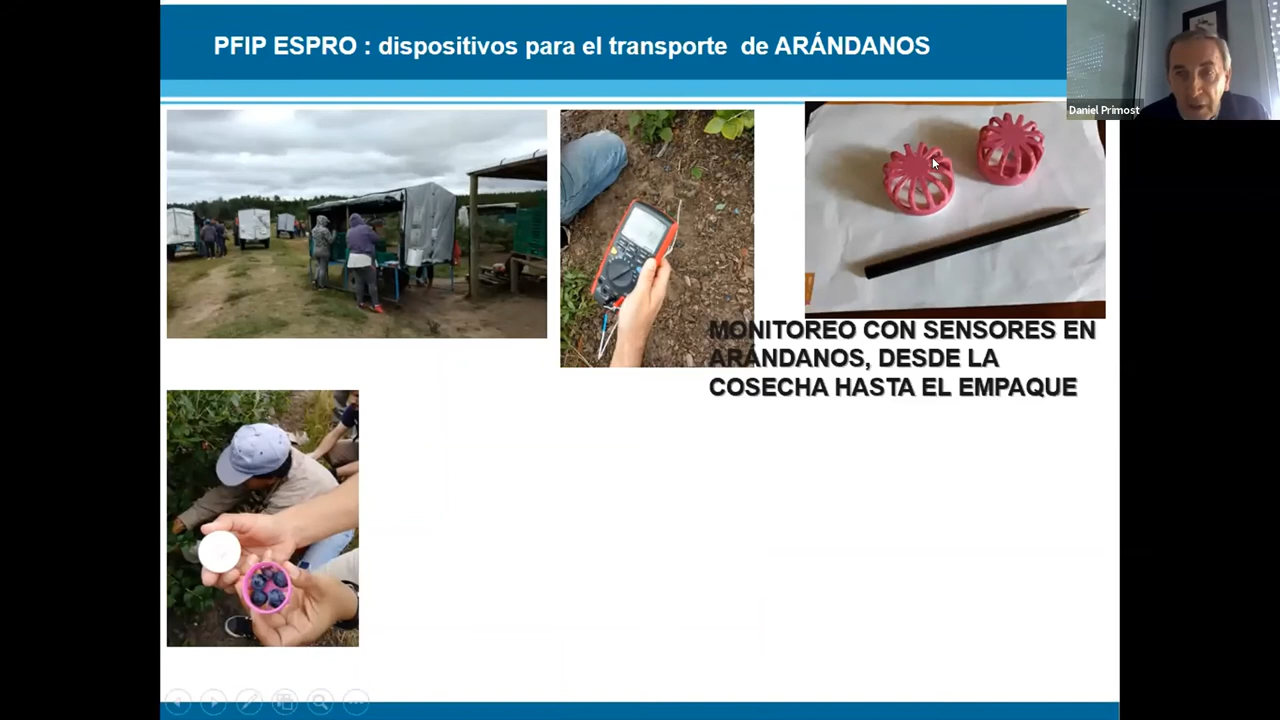 PFIP ESPRO : dispositivos para el transporte de ARÁNDANOS
Daniel Primost
MONITOREO CON SENSORES EN
ARÁNDANOS, DESDE LA
COSECHA HASTA EL EMPAQUE